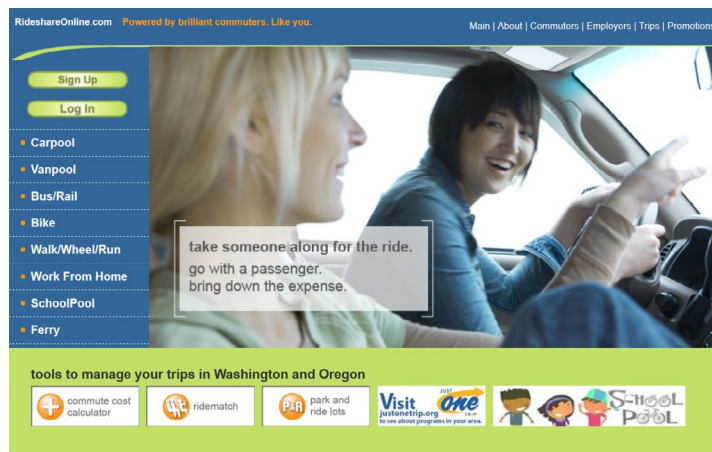 RideshareOnline.com Powered by brilliant commuters. Like you.
Main | About | Commutors | Employers | Trips | Promotions
Sign Up
Log In
Carpool
Vanpool
Bus/Rail
Bike
Walk/Wheel/Run
Work From Home
SchoolPool
Ferry
take someone along for the ride.
go with a passenger.
bring down the expense.
tools to manage your trips in Washington and Oregon
commute cost
calculator
ridematch
P&R
park and
ride lots
Visit
justonetrip.org
to see about programs in your area.
JUST
one
TRIP
SCHOOL
POOL